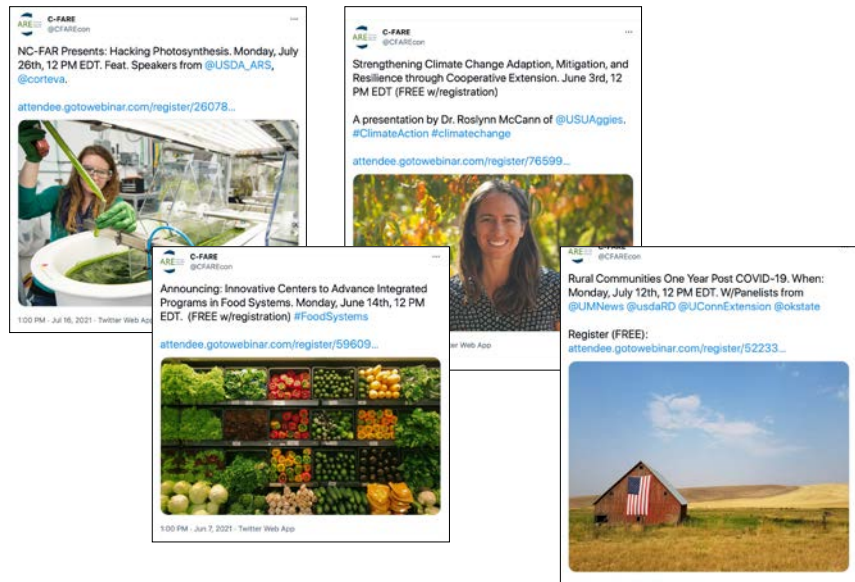 ARE
C-FARE
@CFAREcon
NC-FAR Presents: Hacking Photosynthesis. Monday, July
26th, 12 PM EDT. Feat. Speakers from @USDA_ARS,
@corteva.
attendee.gotowebinar.com/register/26078...
1:00 PM · Jul 16, 2021 · Twitter Web App
ARE
C-FARE
@CFAREcon
Strengthening Climate Change Adaption, Mitigation, and
Resilience through Cooperative Extension. June 3rd, 12
PM EDT (FREE w/registration)
A presentation by Dr. Roslynn McCann of @USUAggies.
#ClimateAction #climatechange
attendee.gotowebinar.com/register/76599...
Web App
ARE
C-FARE
@CFAREcon
Announcing: Innovative Centers to Advance Integrated
Programs in Food Systems. Monday, June 14th, 12 PM
EDT. (FREE w/registration) #FoodSystems
attendee.gotowebinar.com/register/59609...
1:00 PM · Jun 7, 2021 · Twitter Web App
ARE
C-FARE
@CFAREcon
Rural Communities One Year Post COVID-19. When:
Monday, July 12th, 12 PM EDT. W/Panelists from
@UMNews @usdaRD @UConnExtension @okstate
Register (FREE):
attendee.gotowebinar.com/register/52233...